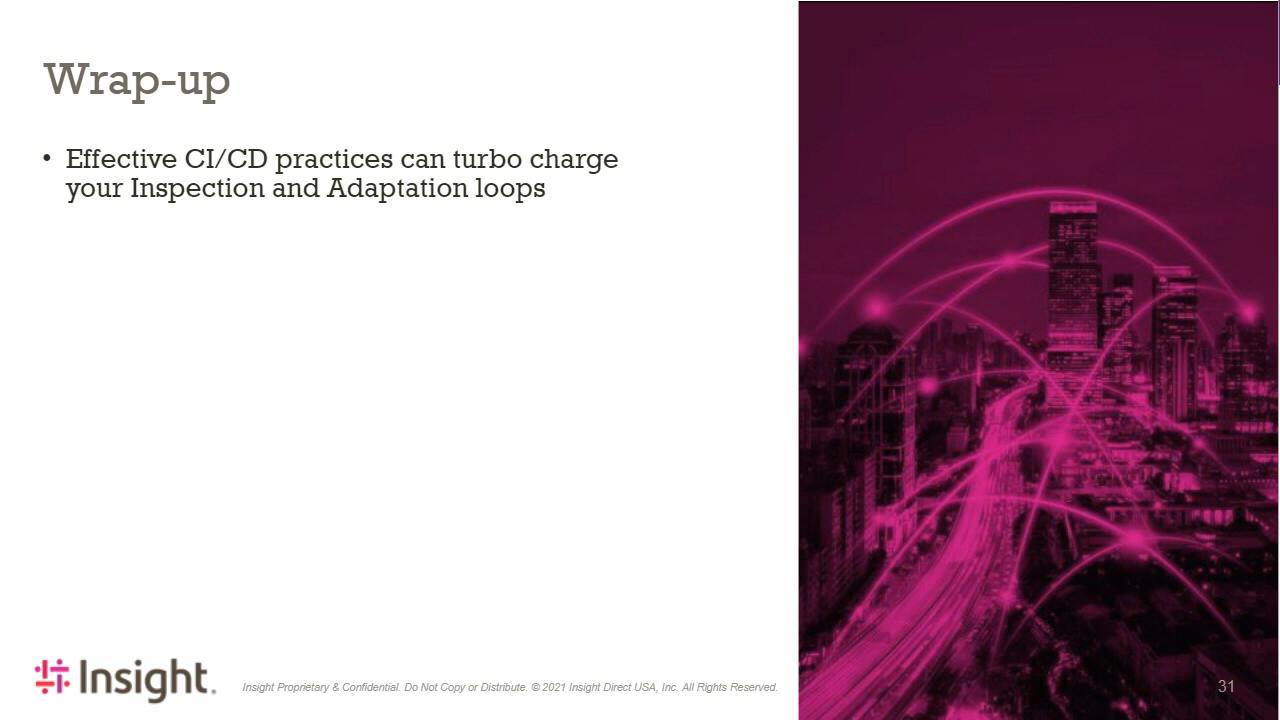 Wrap-up
• Effective CI/CD practices can turbo charge
your Inspection and Adaptation loops
Insight.
Insight Proprietary & Confidential. Do Not Copy or Distribute. © 2021 Insight Direct USA, Inc. All Rights Reserved.
31